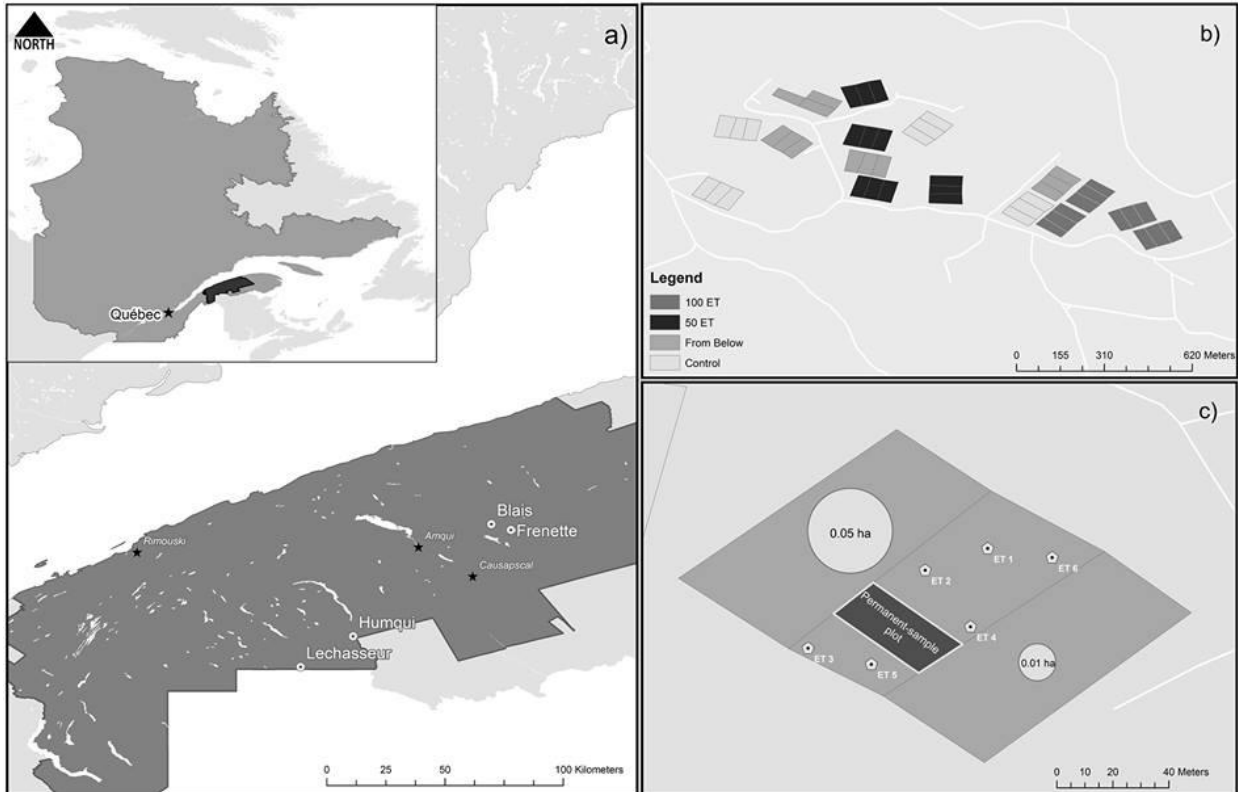 a)
NORTH
Québec
Rimouski
Amqui
Causapscal
Blais
Frenette
Humqui
Lechasseur
0 25 50 100 Kilometers
b)
Legend
100 ET
50 ET
From Below
Control
0 155 310 620 Meters
c)
0.05 ha
ET 1
ET 6
ET 2
Permanent-sample
plot
ET 4
ET 3
ET 5
0.01 ha
0 10 20 40 Meters